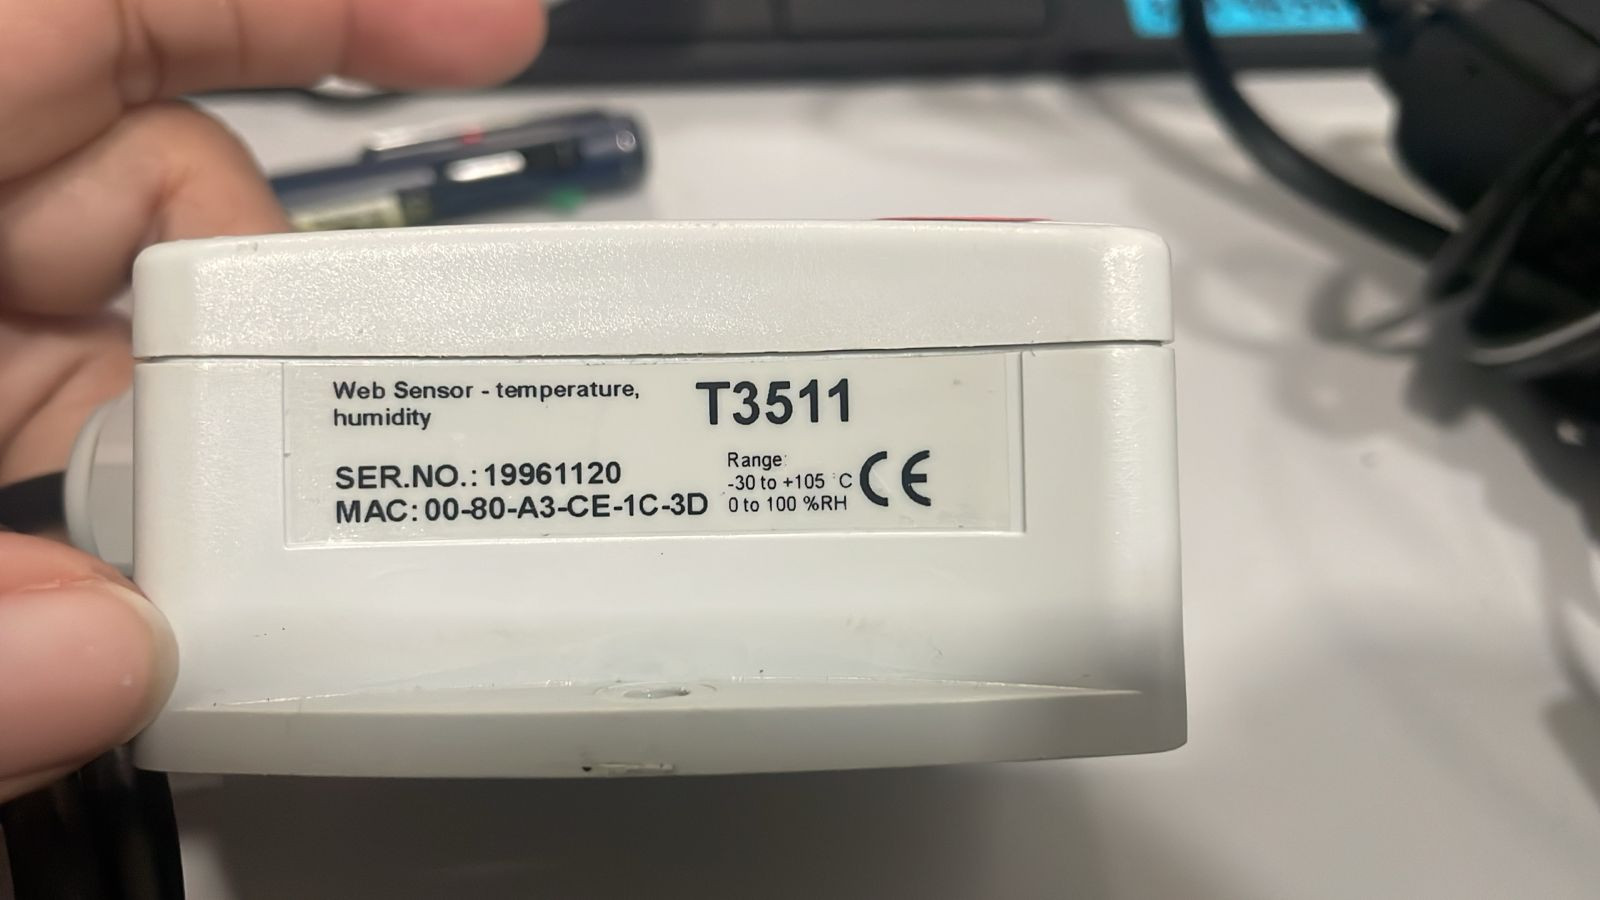 Web Sensor - temperature,
humidity
T3511
SER.NO.: 19961120
MAC: 00-80-A3-CE-1C-3D
Range:
-30 to +105 °C
0 to 100 %RH
CE